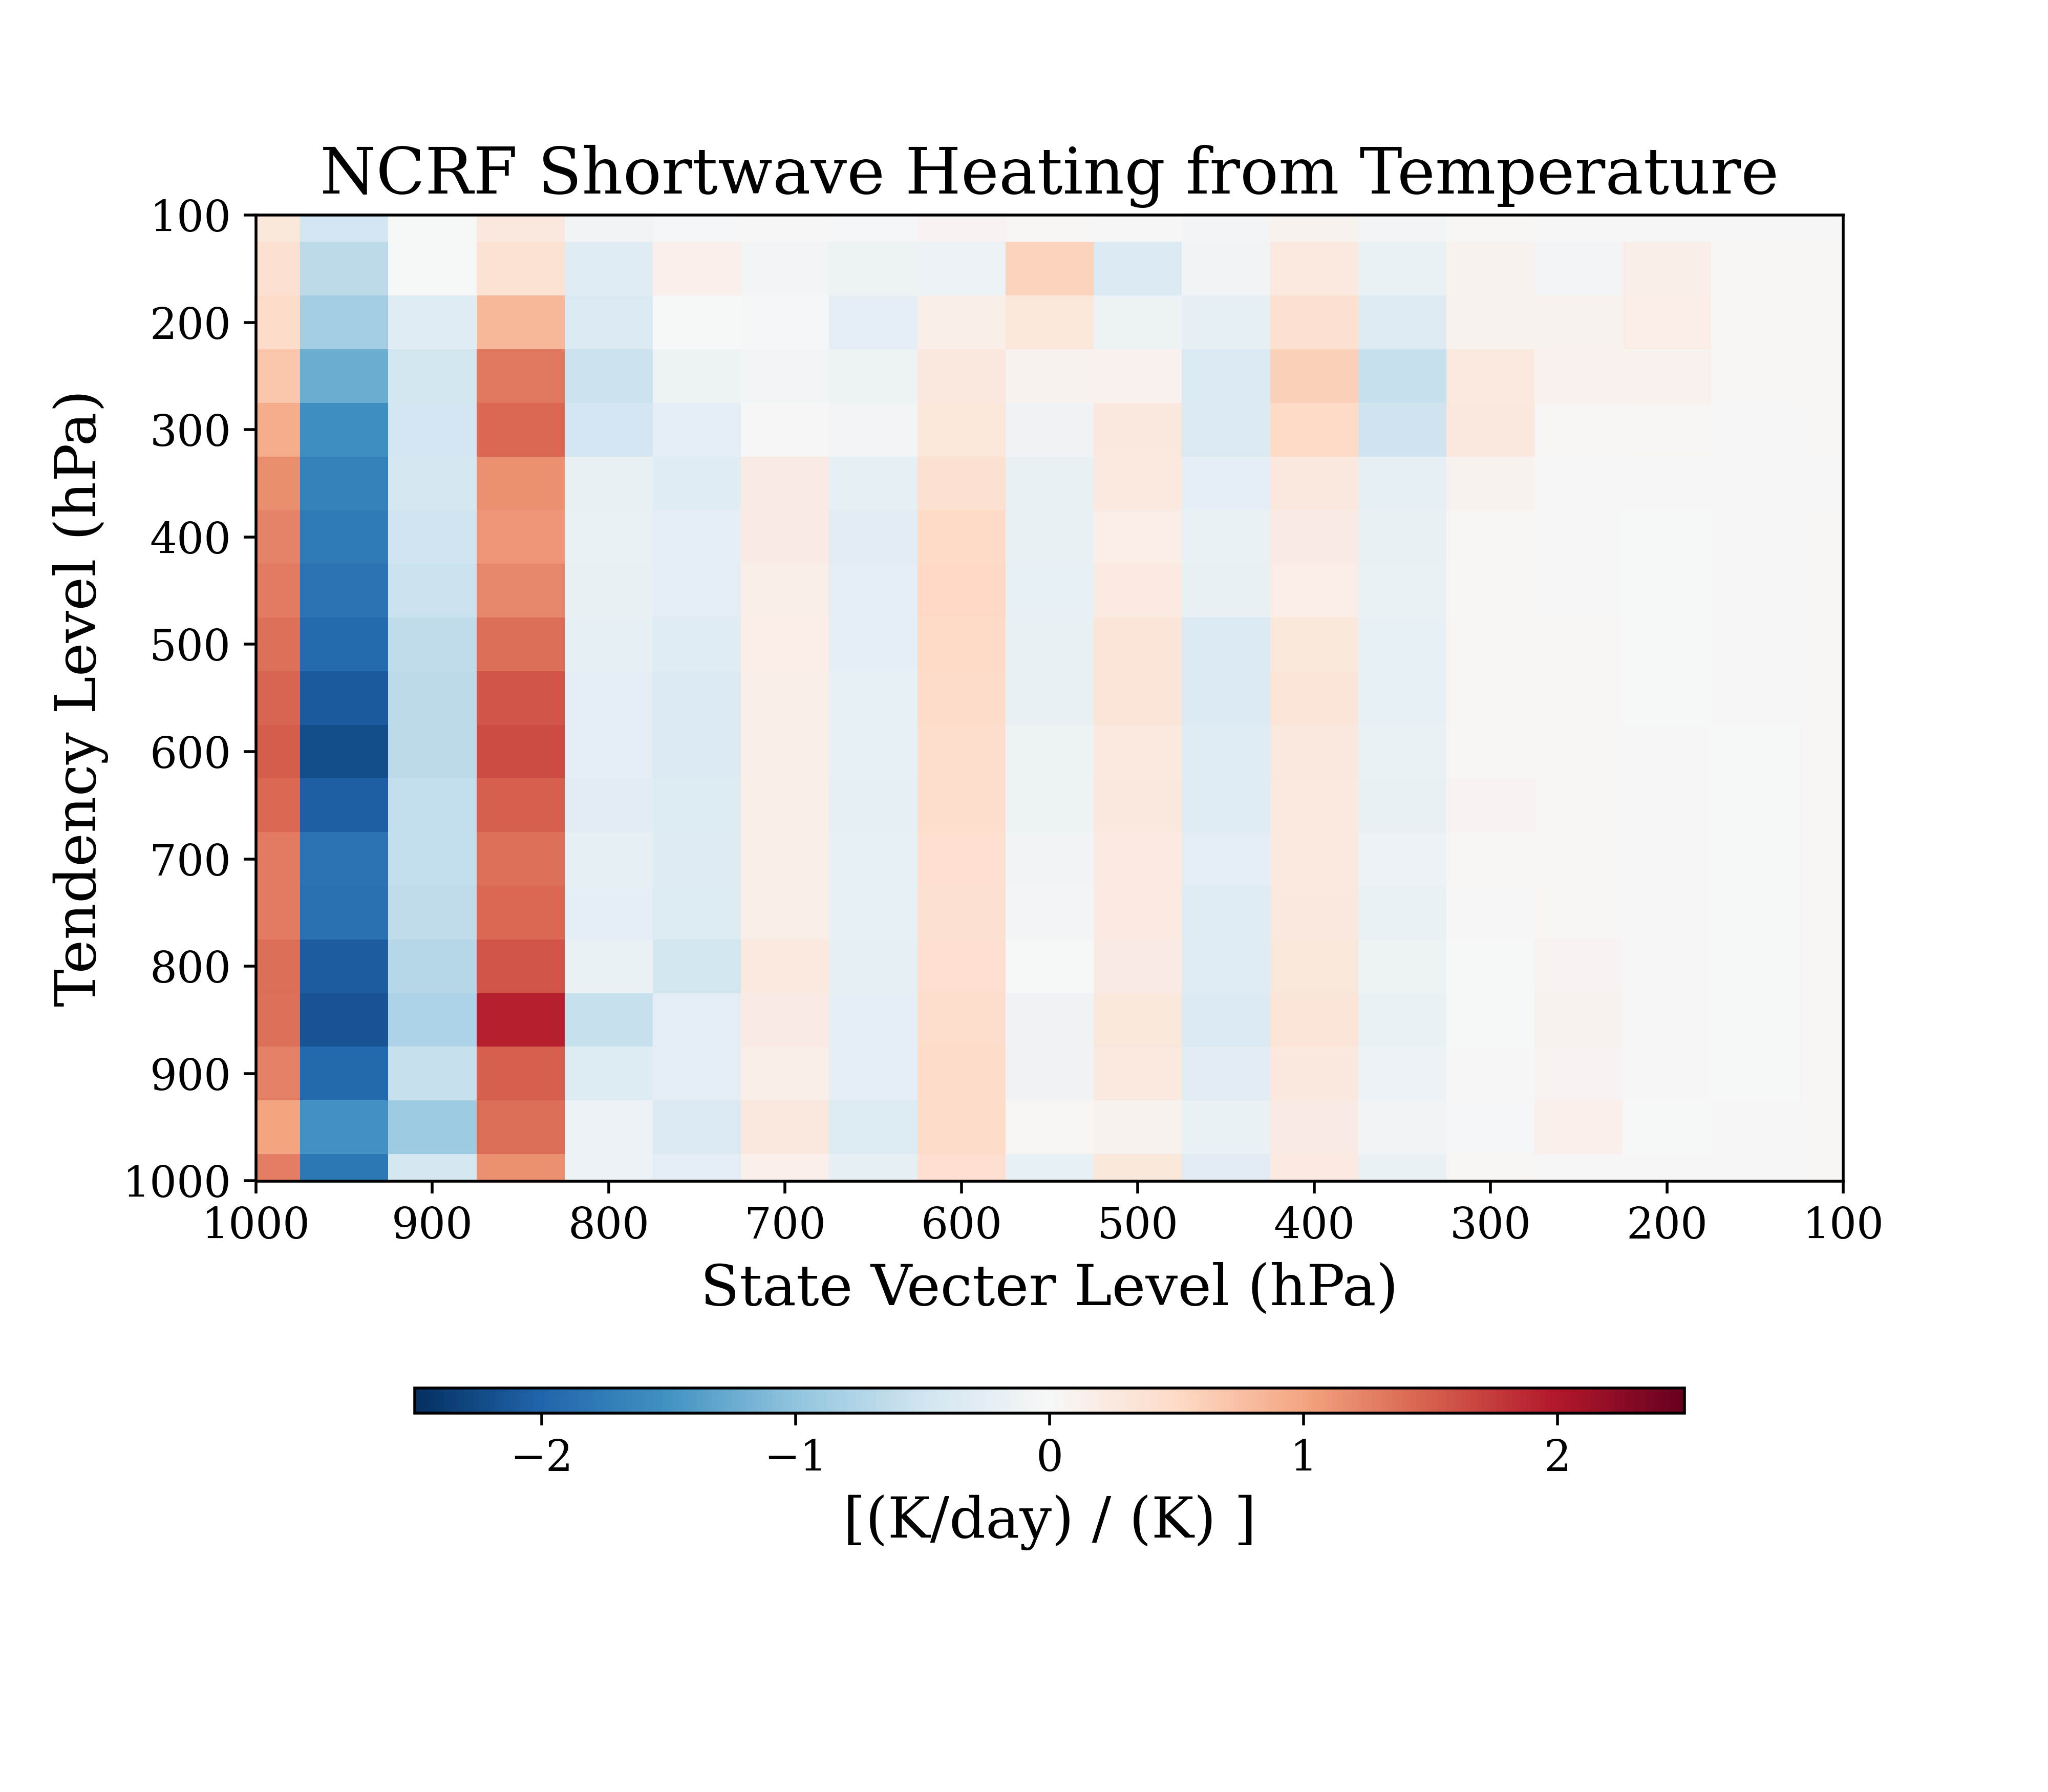 NCRF Shortwave Heating from Temperature
100
200
300
400
500
600
700
800
900
1000
Tendency Level (hPa)
1000 900 800 700 600 500 400 300 200 100
State Vecter Level (hPa)
−2 −1 0 1 2
[(K/day) / (K) ]